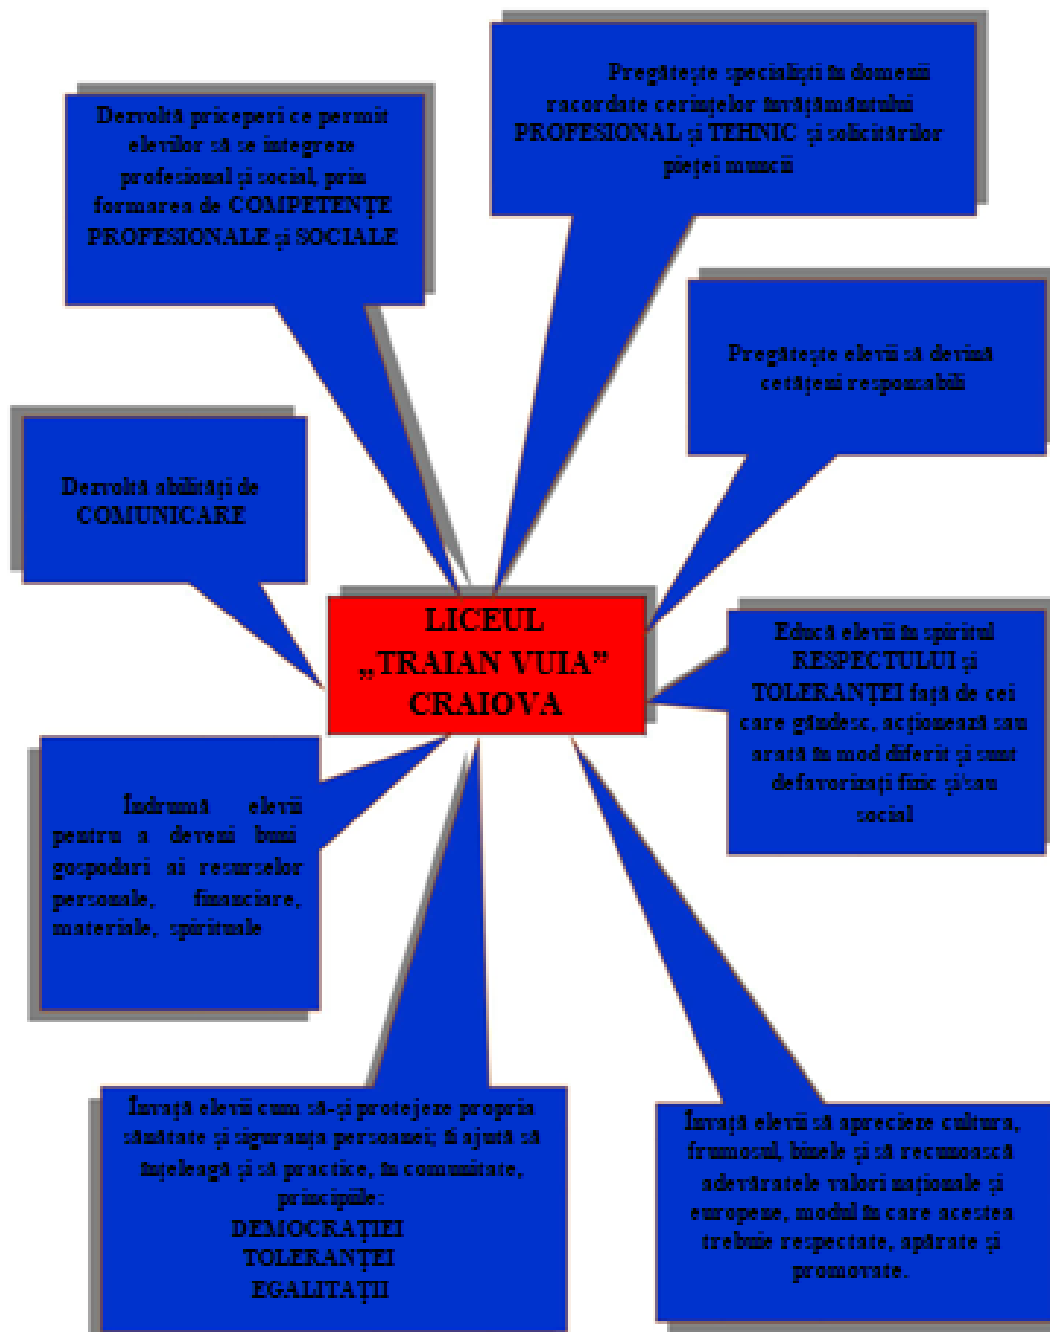 Pregătește specialiști în domenii
racordate cerințelor învățământului
PROFESIONAL și TEHNIC și solicitărilor
pieței muncii
Dezvoltă priceperi ce permit
elevilor să se integreze
profesional și social, prin
formarea de COMPETENȚE
PROFESIONALE și SOCIALE
Pregătește elevii să devină
cetățeni responsabili
Dezvoltă abilități de
COMUNICARE
LICEUL
„TRAIAN VUIA”
CRAIOVA
Educă elevii în spiritul
RESPECTULUI și
TOLERANȚEI față de cei
care gândesc, acționează sau
arată în mod diferit și sunt
defavorizați fizic și/sau
social
Îndrumă elevii
pentru a deveni buni
gospodari ai resurselor
personale, financiare,
materiale, spirituale
Învață elevii cum să-și protejeze propria
sănătate și siguranța persoanei; îi ajută să
înțeleagă și să practice, în comunitate,
principiile:
DEMOCRAȚIEI
TOLERANȚEI
EGALITAȚII
Învață elevii să aprecieze cultura,
frumosul, binele și să recunoască
adevăratele valori naționale și
europene, modul în care acestea
trebuie respectate, apărate și
promovate.